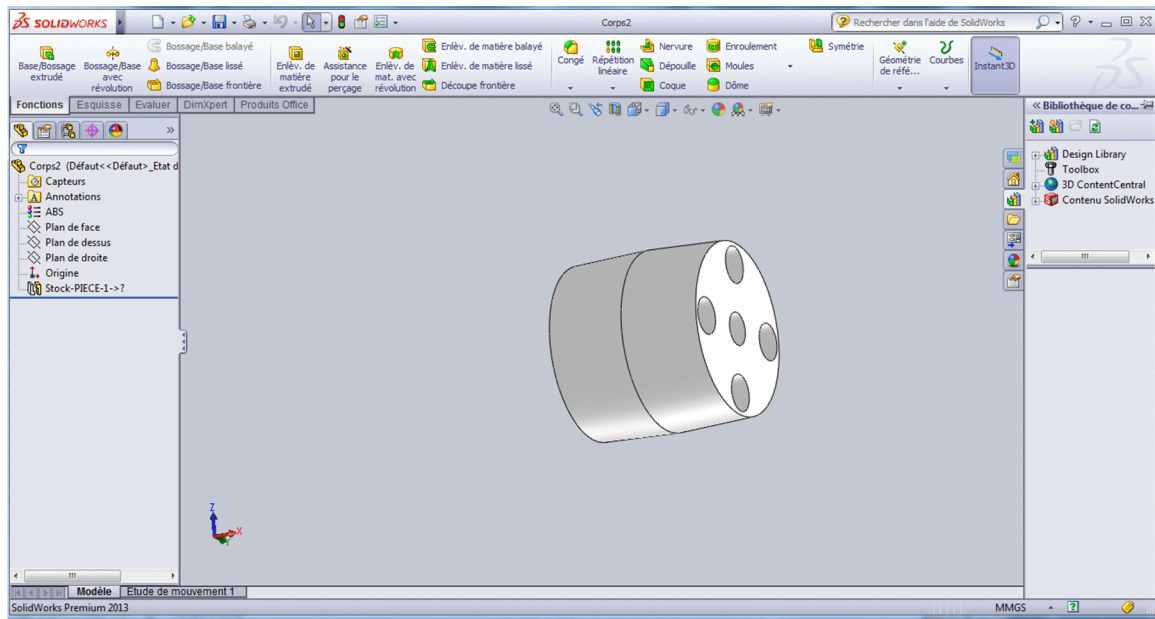 SOLIDWORKS
Corps2
Rechercher dans l'aide de SolidWorks
Base/Bossage extrudé
Bossage/Base avec révolution
Bossage/Base balayé
Bossage/Base lissé
Bossage/Base frontière
Enlèv. de matière extrudé
Assistance pour le perçage
Enlèv. de mat. avec révolution
Enlèv. de matière balayé
Enlèv. de matière lissé
Découpe frontière
Congé
Répétition linéaire
Nervure
Dépouille
Coque
Enroulement
Moules
Dôme
Symétrie
Géométrie de réfé...
Courbes
Instant3D
Fonctions
Esquisse
Evaluer
DimXpert
Produits Office
« Bibliothèque de co...
Corps2 (Défaut<<Défaut>_Etat d
Capteurs
Annotations
ABS
Plan de face
Plan de dessus
Plan de droite
Origine
Stock-PIECE-1->?
Design Library
Toolbox
3D ContentCentral
Contenu SolidWorks
Z
X
Y
Modèle
Etude de mouvement 1
SolidWorks Premium 2013
MMGS